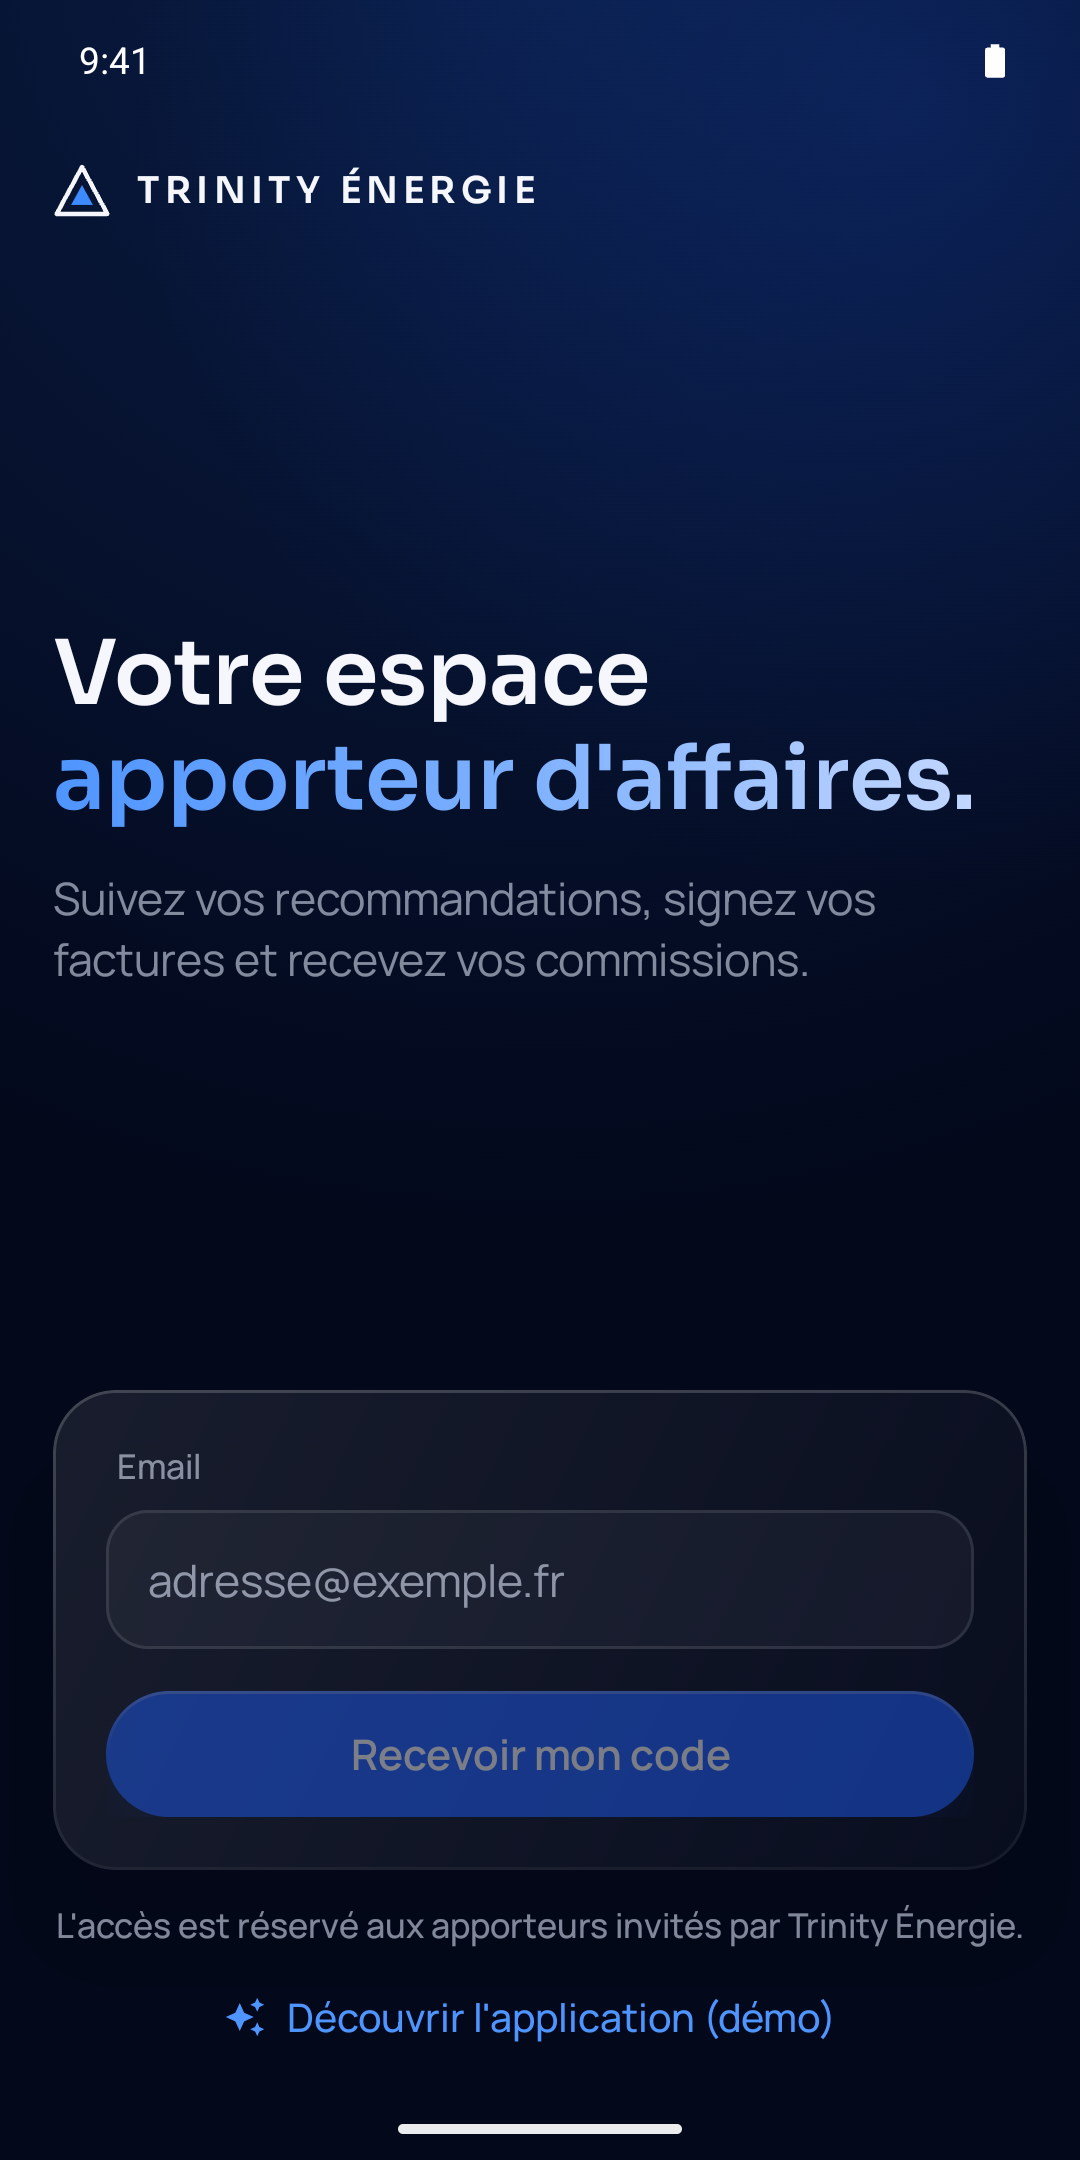 9:41
TRINITY ÉNERGIE
Votre espace
apporteur d'affaires.
Suivez vos recommandations, signez vos
factures et recevez vos commissions.
Email
adresse@exemple.fr
Recevoir mon code
L'accès est réservé aux apporteurs invités par Trinity Énergie.
Découvrir l'application (démo)